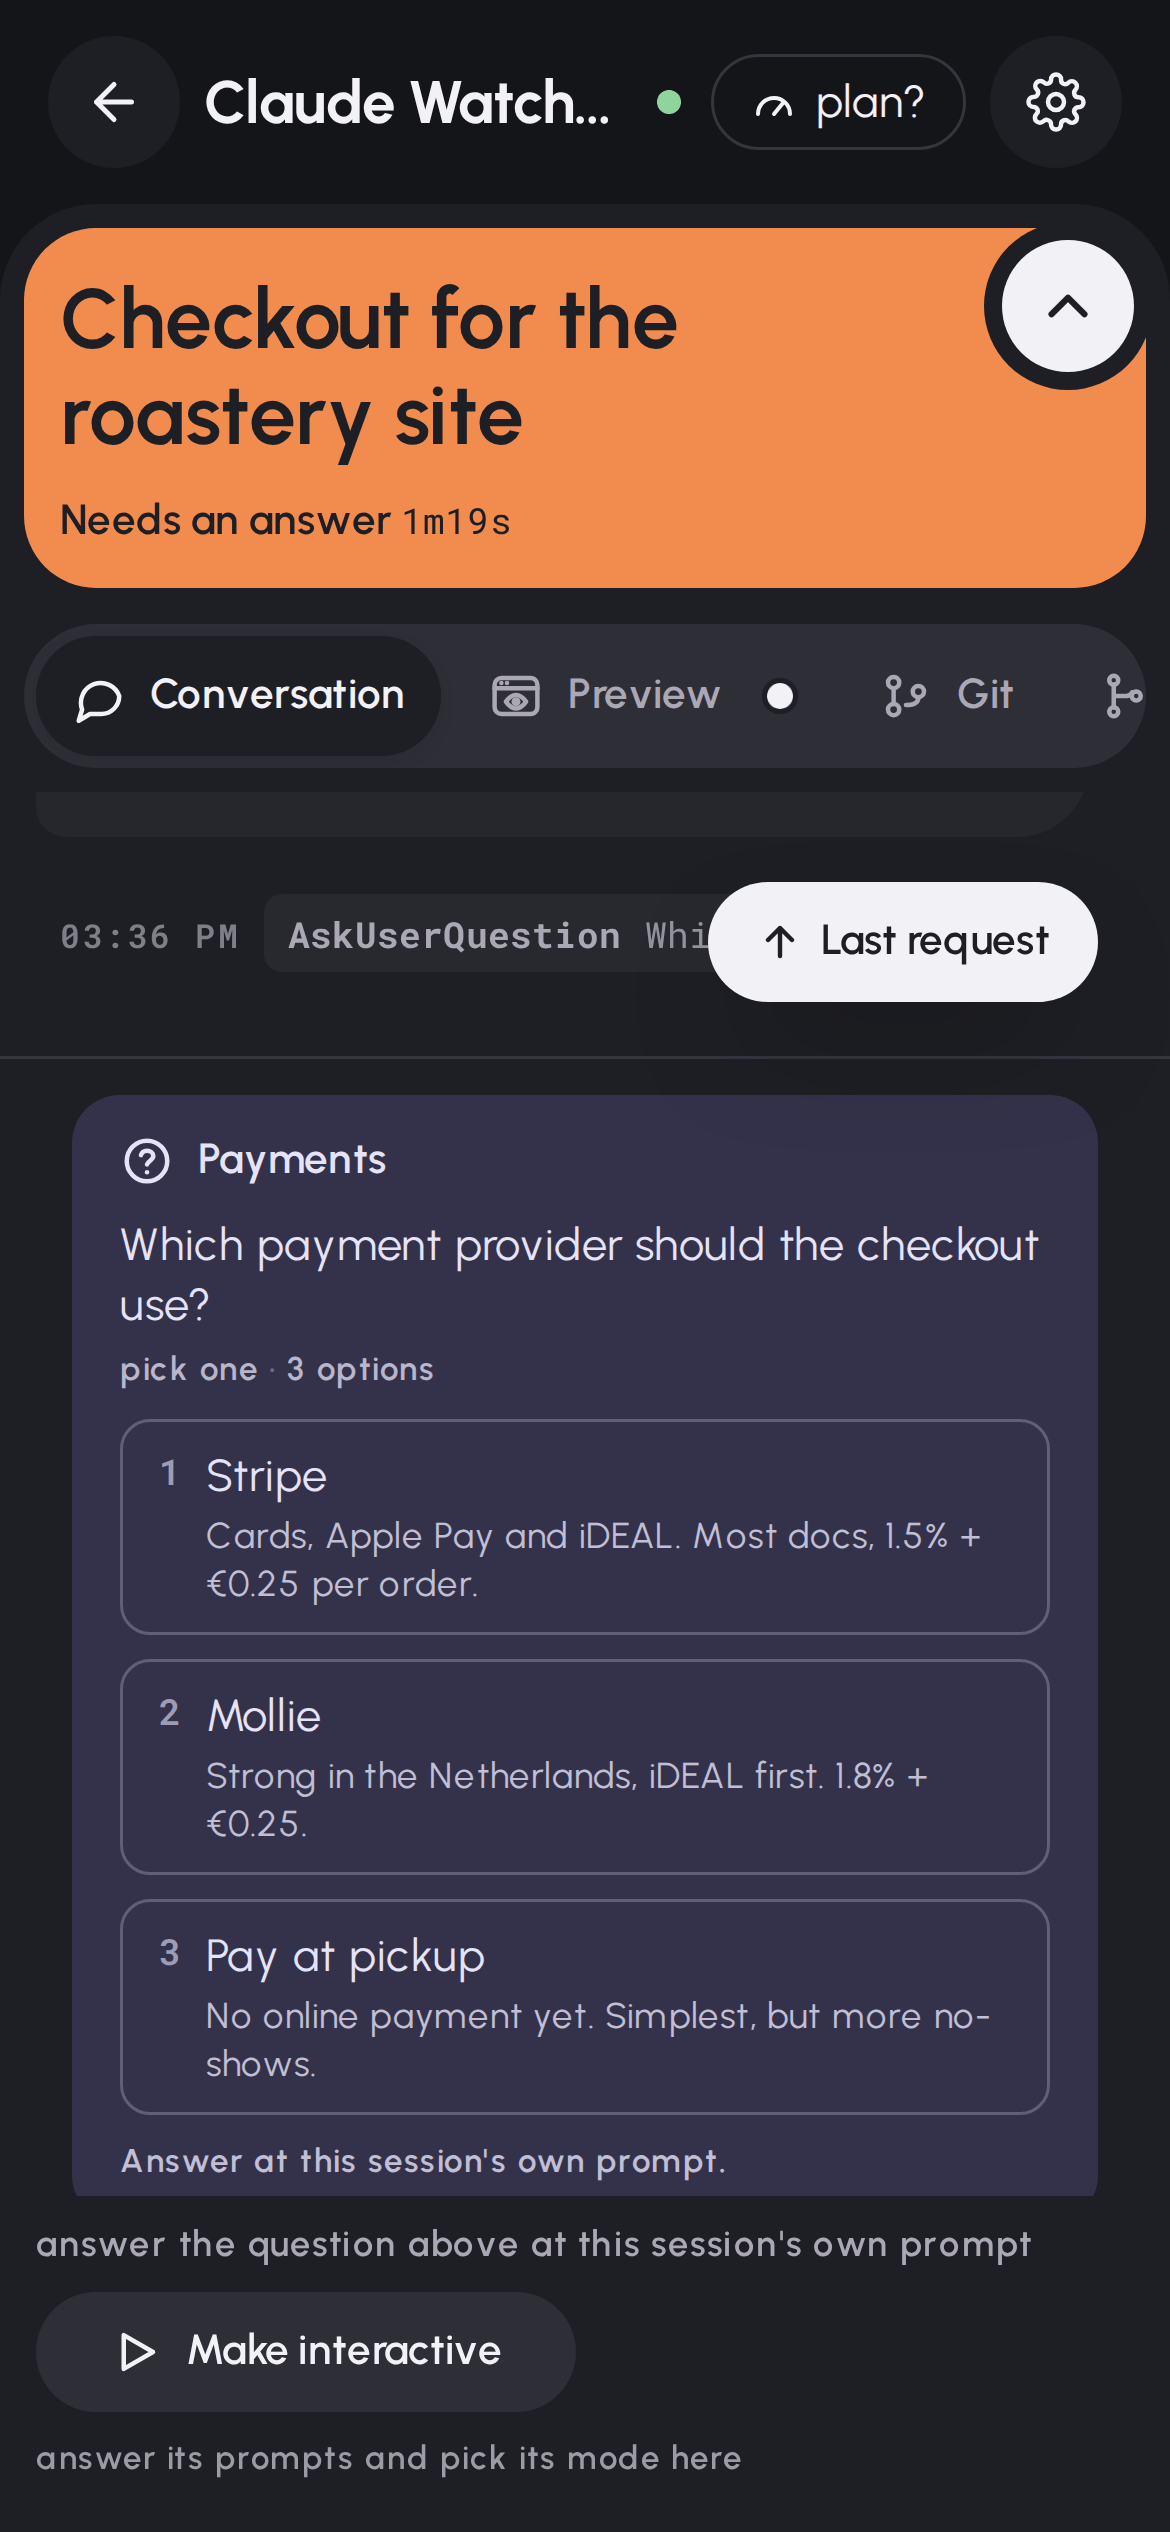 Claude Watch...
plan?
Checkout for the
roastery site
Needs an answer 1m19s
Conversation
Preview
Git
03:36 PM AskUserQuestion
Last request
Payments
Which payment provider should the checkout
use?
pick one · 3 options
1 Stripe
Cards, Apple Pay and iDEAL. Most docs, 1.5% +
€0.25 per order.
2 Mollie
Strong in the Netherlands, iDEAL first. 1.8% +
€0.25.
3 Pay at pickup
No online payment yet. Simplest, but more no-
shows.
Answer at this session's own prompt.
answer the question above at this session's own prompt
Make interactive
answer its prompts and pick its mode here